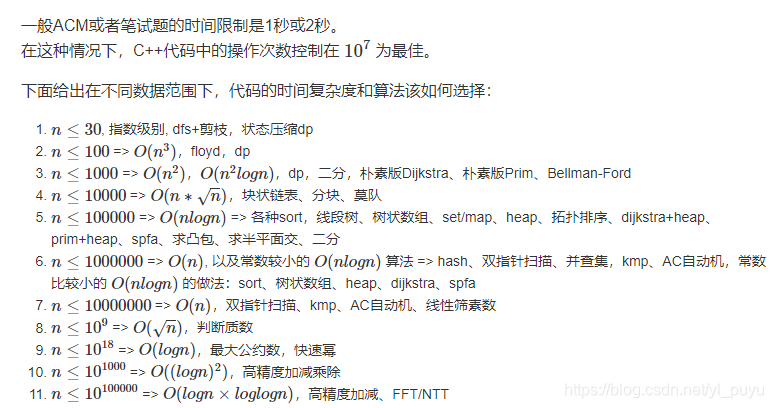 一般ACM或者笔试题的时间限制是1秒或2秒。
在这种情况下，C++代码中的操作次数控制在 10^7 为最佳。
下面给出在不同数据范围下，代码的时间复杂度和算法该如何选择：
1. n ≤ 30, 指数级别, dfs+剪枝，状态压缩dp
2. n ≤ 100 => O(n^3)，floyd，dp
3. n ≤ 1000 => O(n^2)，O(n^2logn)，dp，二分，朴素版Dijkstra、朴素版Prim、Bellman-Ford
4. n ≤ 10000 => O(n * √n)，块状链表、分块、莫队
5. n ≤ 100000 => O(nlogn) => 各种sort，线段树、树状数组、set/map、heap、拓扑排序、dijkstra+heap、
prim+heap、spfa、求凸包、求半平面交、二分
6. n ≤ 1000000 => O(n), 以及常数较小的 O(nlogn) 算法 => hash、双指针扫描、并查集，kmp、AC自动机，常数
比较小的 O(nlogn) 的做法：sort、树状数组、heap、dijkstra、spfa
7. n ≤ 10000000 => O(n)，双指针扫描、kmp、AC自动机、线性筛素数
8. n ≤ 10^9 => O(√n)，判断质数
9. n ≤ 10^18 => O(logn)，最大公约数，快速幂
10. n ≤ 10^1000 => O((logn)^2)，高精度加减乘除
11. n ≤ 10^100000 => O(logn × loglogn)，高精度加减、FFT/NTT
https://blog.csdn.net/yl_puyu